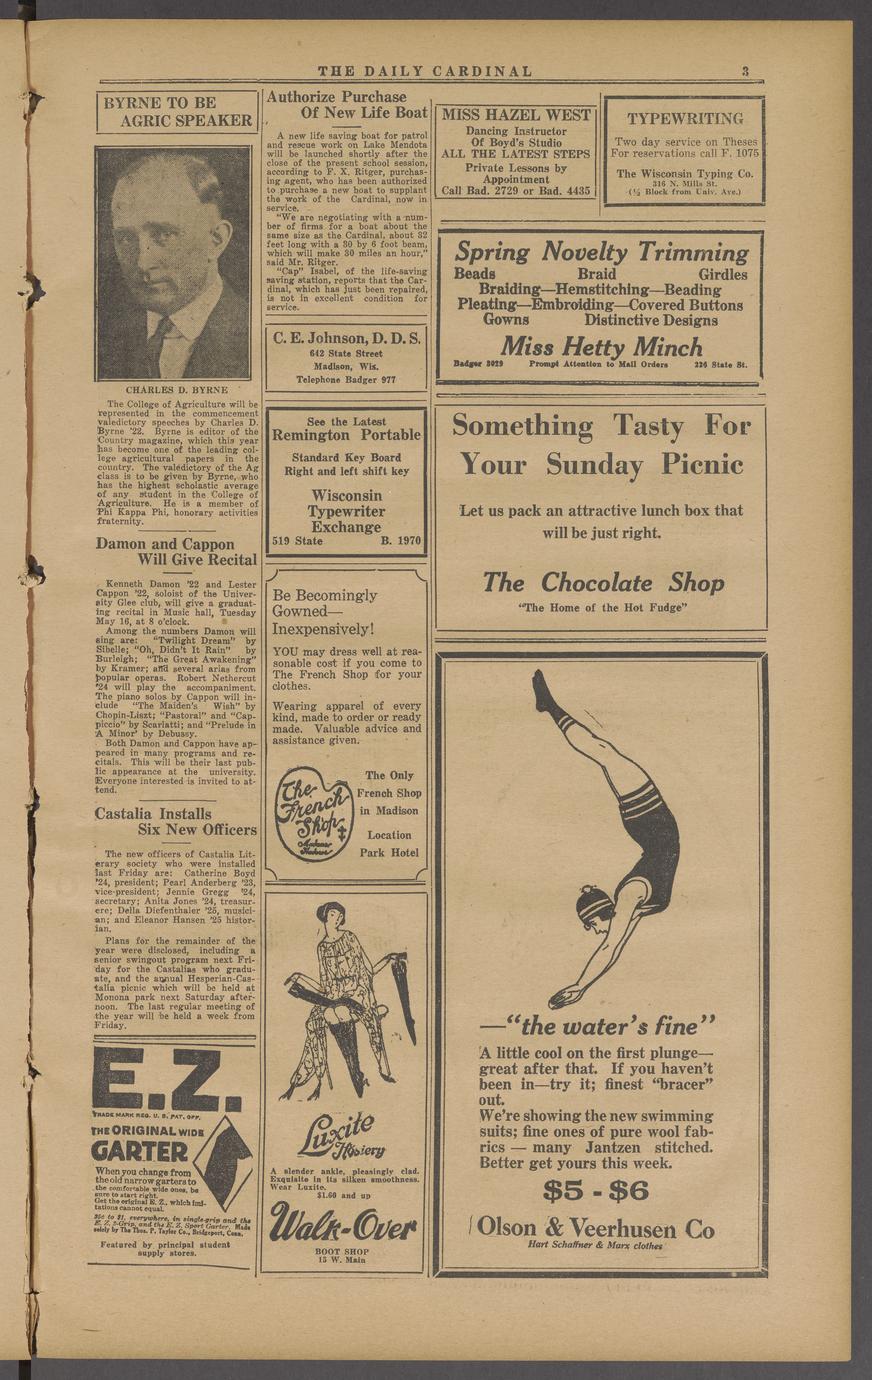 THE DAILY CARDINAL 3
BYRNE TO BE
AGRIC SPEAKER
CHARLES D. BYRNE
The College of Agriculture will be
represented in the commencement
valedictory speeches by Charles D.
Byrne '22. Byrne is editor of the
Country magazine, which this year
has become one of the leading col-
lege agricultural papers in the
country. The valedictory of the Ag
class is to be given by Byrne, who
has the highest scholastic average
of any student in the College of
Agriculture. He is a member of
Phi Kappa Phi, honorary activities
fraternity.
Damon and Cappon
Will Give Recital
Kenneth Damon '22 and Lester
Cappon '22, soloist of the Univer-
sity Glee club, will give a graduat-
ing recital in Music hall, Tuesday
May 16, at 8 o'clock.
Among the numbers Damon will
sing are: "Twilight Dream" by
Sibelle; "Oh, Didn't It Rain" by
Burleigh; "The Great Awakening"
by Kramer; and several arias from
popular operas. Robert Nethercut
'24 will play the accompaniment.
The piano solos by Cappon will in-
clude "The Maiden's Wish" by
Chopin-Liszt; "Pastoral" and "Cap-
piccio" by Scarlatti; and "Prelude in
A Minor' by Debussy.
Both Damon and Cappon have ap-
peared in many programs and re-
citals. This will be their last pub-
lic appearance at the university.
Everyone interested is invited to at-
tend.
Castalia Installs
Six New Officers
The new officers of Castalia Lit-
erary society who were installed
last Friday are: Catherine Boyd
'24, president; Pearl Anderberg '23,
vice-president; Jennie Gregg '24,
secretary; Anita Jones '24, treasur-
ere; Della Diefenthaler '25, musici-
an; and Eleanor Hansen '25 histor-
ian.
Plans for the remainder of the
year were disclosed, including a
senior swingout program next Fri-
day for the Castalias who gradu-
ate, and the annual Hesperian-Cas-
talia picnic which will be held at
Monona park next Saturday after-
noon. The last regular meeting of
the year will be held a week from
Friday.
E.Z.
TRADE MARK REG. U. S. PAT. OFF.
THE ORIGINAL WIDE
GARTER
When you change from
the old narrow garters to
the comfortable wide ones, be
sure to start right.
Get the original E. Z., which imi-
tations cannot equal.
35c to $1, everywhere, in single-grip and the
E. Z. 2-Grip, and the E. Z. Sport Garter. Made
solely by The Thos. P. Taylor Co., Bridgeport, Conn.
Featured by principal student
supply stores.
Authorize Purchase
Of New Life Boat
A new life saving boat for patrol
and rescue work on Lake Mendota
will be launched shortly after the
close of the present school session,
according to F. X. Ritger, purchas-
ing agent, who has been authorized
to purchase a new boat to supplant
the work of the Cardinal, now in
service.
"We are negotiating with a num-
ber of firms for a boat about the
same size as the Cardinal, about 32
feet long with a 30 by 6 foot beam,
which will make 30 miles an hour,"
said Mr. Ritger.
"Cap" Isabel, of the life-saving
saving station, reports that the Car-
dinal, which has just been repaired,
is not in excellent condition for
service.
C. E. Johnson, D. D. S.
642 State Street
Madison, Wis.
Telephone Badger 977
See the Latest
Remington Portable
Standard Key Board
Right and left shift key
Wisconsin
Typewriter
Exchange
519 State B. 1970
Be Becomingly
Gowned—
Inexpensively!
YOU may dress well at rea-
sonable cost if you come to
The French Shop for your
clothes.
Wearing apparel of every
kind, made to order or ready
made. Valuable advice and
assistance given.
The
French
Shop
The Only
French Shop
in Madison
Location
Park Hotel
Luxite
Hosiery
A slender ankle, pleasingly clad.
Exquisite in its silken smoothness.
Wear Luxite.
$1.60 and up
Walk-Over
BOOT SHOP
15 W. Main
MISS HAZEL WEST
Dancing Instructor
Of Boyd's Studio
ALL THE LATEST STEPS
Private Lessons by
Appointment
Call Bad. 2729 or Bad. 4435
TYPEWRITING
Two day service on Theses
For reservations call F. 1075
The Wisconsin Typing Co.
316 N. Mills St.
(½ Block from Univ. Ave.)
Spring Novelty Trimming
Beads Braid Girdles
Braiding—Hemstitching—Beading
Pleating—Embroiding—Covered Buttons
Gowns Distinctive Designs
Miss Hetty Minch
Badger 3029 Prompt Attention to Mail Orders 226 State St.
Something Tasty For
Your Sunday Picnic
Let us pack an attractive lunch box that
will be just right.
The Chocolate Shop
"The Home of the Hot Fudge"
—"the water's fine"
A little cool on the first plunge—
great after that. If you haven't
been in—try it; finest "bracer"
out.
We're showing the new swimming
suits; fine ones of pure wool fab-
rics — many Jantzen stitched.
Better get yours this week.
$5 - $6
Olson & Veerhusen Co
Hart Schaffner & Marx clothes